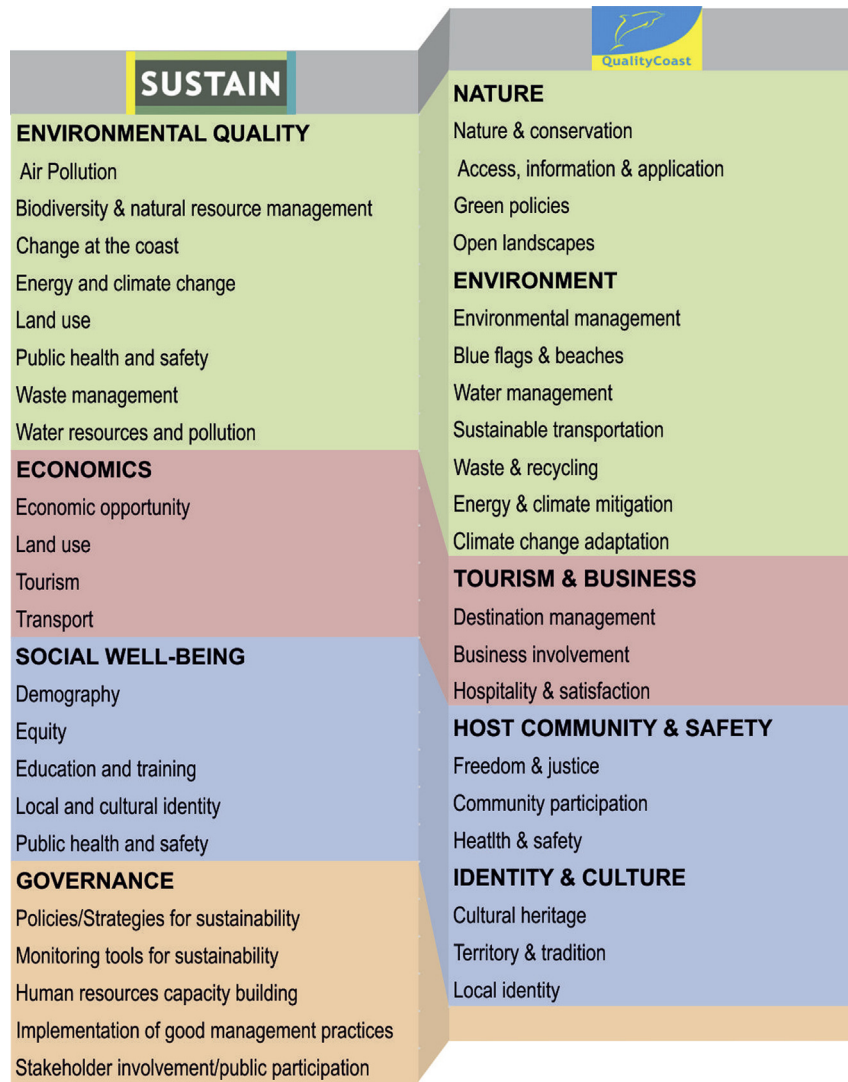 SUSTAIN
ENVIRONMENTAL QUALITY
Air Pollution
Biodiversity & natural resource management
Change at the coast
Energy and climate change
Land use
Public health and safety
Waste management
Water resources and pollution
ECONOMICS
Economic opportunity
Land use
Tourism
Transport
SOCIAL WELL-BEING
Demography
Equity
Education and training
Local and cultural identity
Public health and safety
GOVERNANCE
Policies/Strategies for sustainability
Monitoring tools for sustainability
Human resources capacity building
Implementation of good management practices
Stakeholder involvement/public participation
QualityCoast
NATURE
Nature & conservation
Access, information & application
Green policies
Open landscapes
ENVIRONMENT
Environmental management
Blue flags & beaches
Water management
Sustainable transportation
Waste & recycling
Energy & climate mitigation
Climate change adaptation
TOURISM & BUSINESS
Destination management
Business involvement
Hospitality & satisfaction
HOST COMMUNITY & SAFETY
Freedom & justice
Community participation
Heatlth & safety
IDENTITY & CULTURE
Cultural heritage
Territory & tradition
Local identity